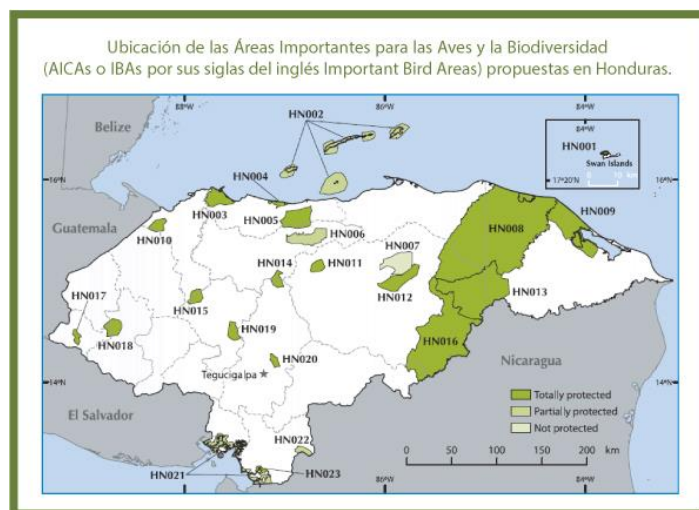 Ubicación de las Áreas Importantes para las Aves y la Biodiversidad
(AICAs o IBAs por sus siglas del inglés Important Bird Areas) propuestas en Honduras.
88°W
86°W
HN002
84°W
HN001
Swan Islands
17°20'N
0 10 km
Belize
16°N
16°N
HN004
HN003
HN005
HN006
HN009
Guatemala
HN010
HN008
HN007
HN014
HN011
HN012
HN013
HN017
HN015
HN018
HN019
HN016
HN020
Nicaragua
Tegucigalpa
14°N
14°N
Totally protected
Partially protected
Not protected
El Salvador
HN022
0 50 100 150 200 km
HN021
HN023
86°W
84°W